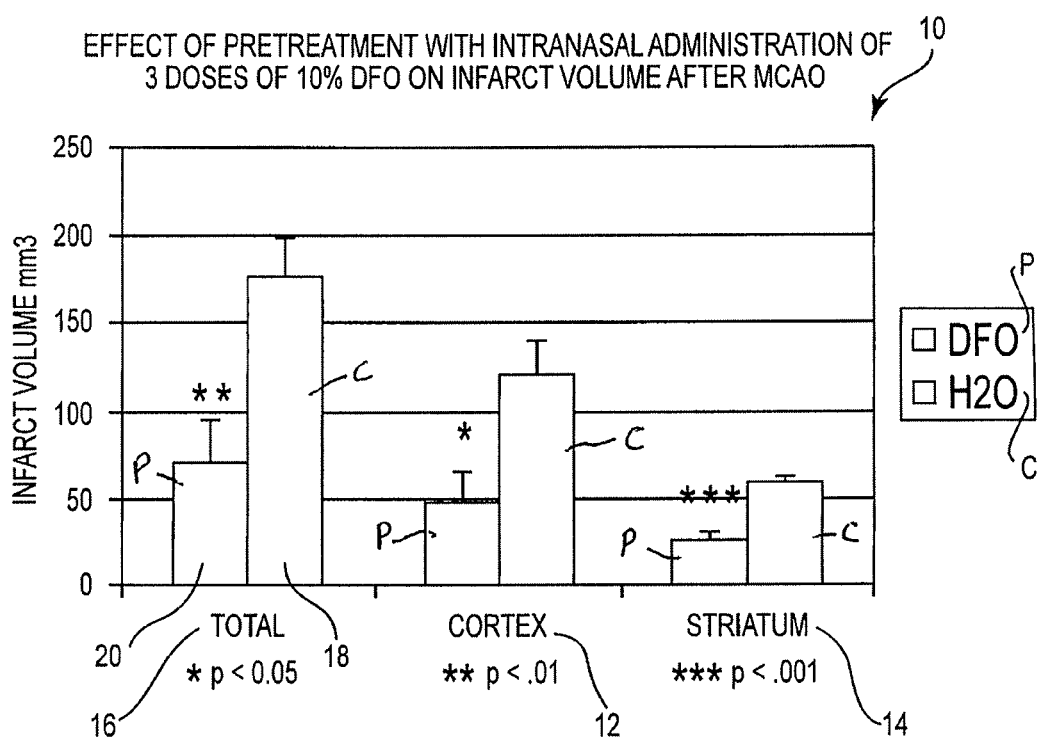 10
EFFECT OF PRETREATMENT WITH INTRANASAL ADMINISTRATION OF
3 DOSES OF 10% DFO ON INFARCT VOLUME AFTER MCAO
INFARCT VOLUME mm3
250
200
150
100
50
0
**
P
C
*
P
C
***
P
C
P
DFO
H2O
C
20
TOTAL
18
CORTEX
STRIATUM
* p < 0.05
** p < .01
*** p < .001
16
12
14